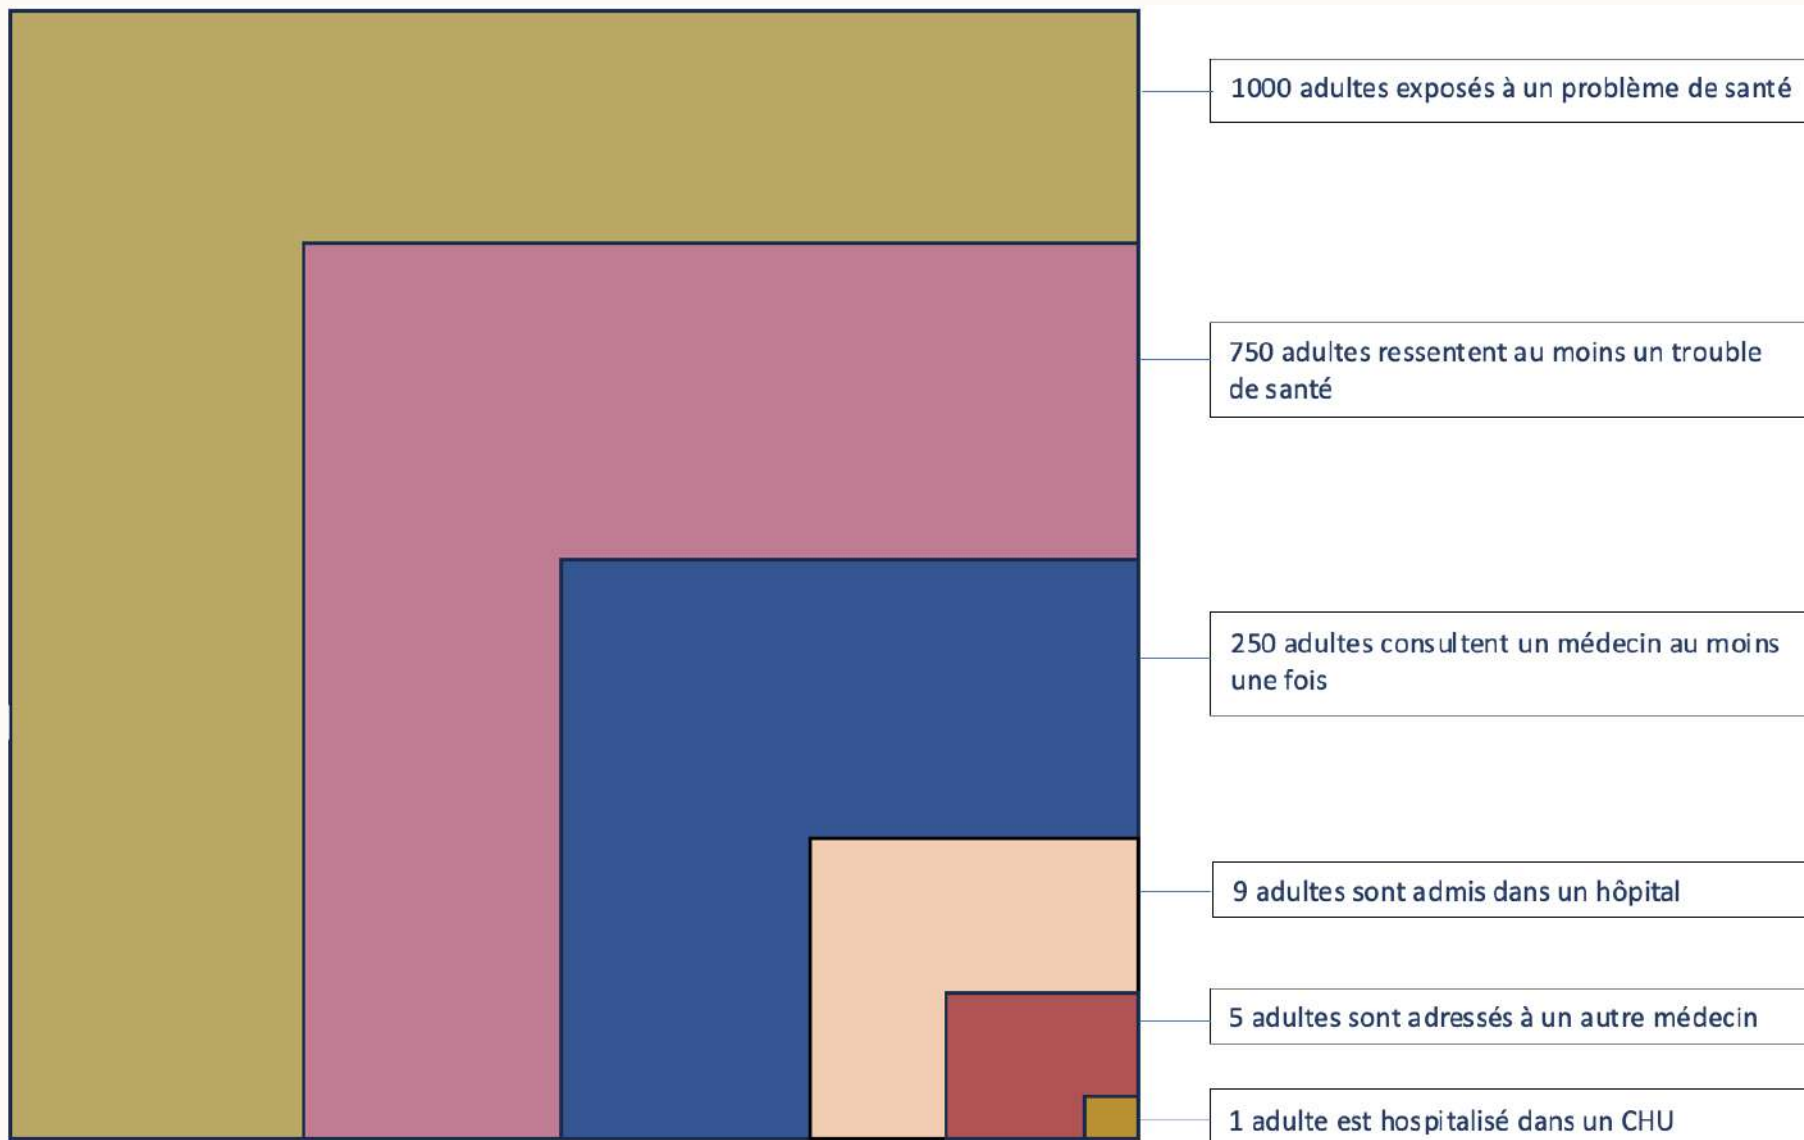 1000 adultes exposés à un problème de santé
750 adultes ressentent au moins un trouble
de santé
250 adultes consultent un médecin au moins
une fois
9 adultes sont admis dans un hôpital
5 adultes sont adressés à un autre médecin
1 adulte est hospitalisé dans un CHU